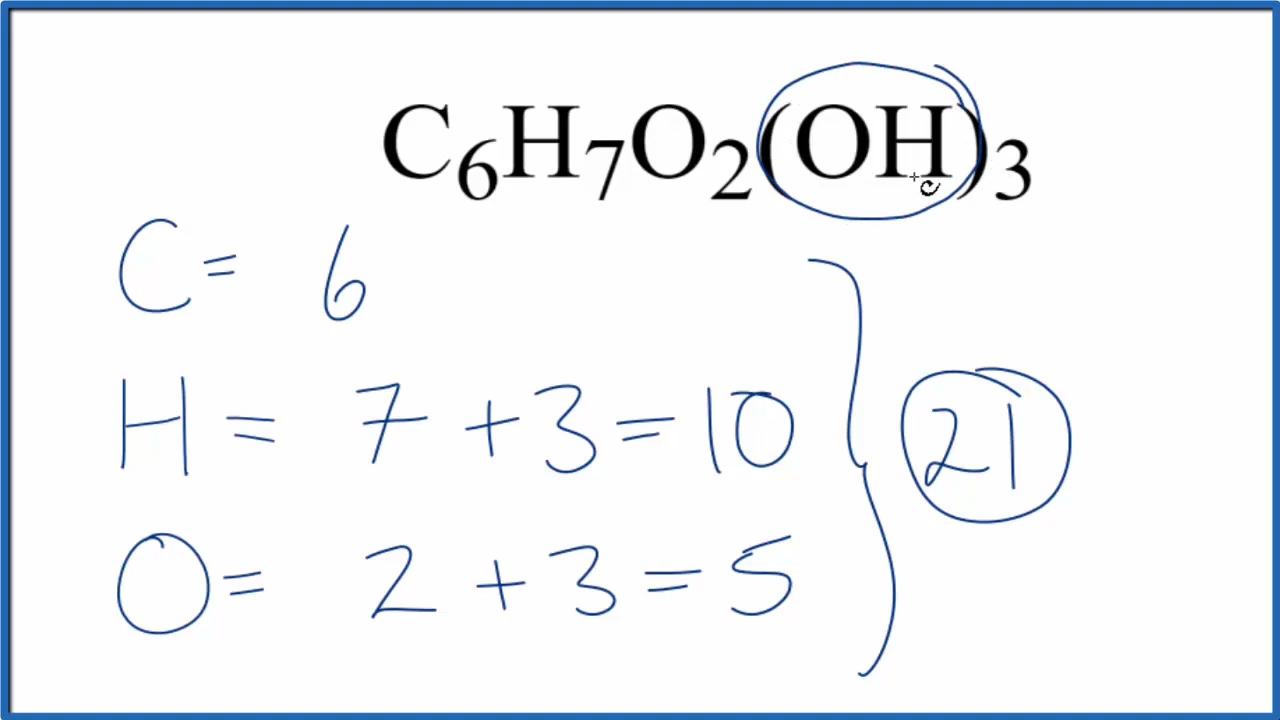 C6H7O2(OH)3
C = 6
H = 7 + 3 = 10
21
O = 2 + 3 = 5